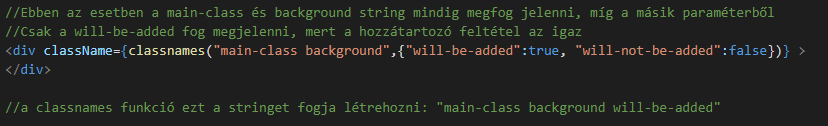 //Ebben az esetben a main-class és background string mindig megfog jelenni, míg a másik paraméterből
//Csak a will-be-added fog megjelenni, mert a hozzátartozó feltétel az igaz
<div className={classnames("main-class background",{"will-be-added":true, "will-not-be-added":false})} >
</div>
//a classnames funkció ezt a stringet fogja létrehozni: "main-class background will-be-added"